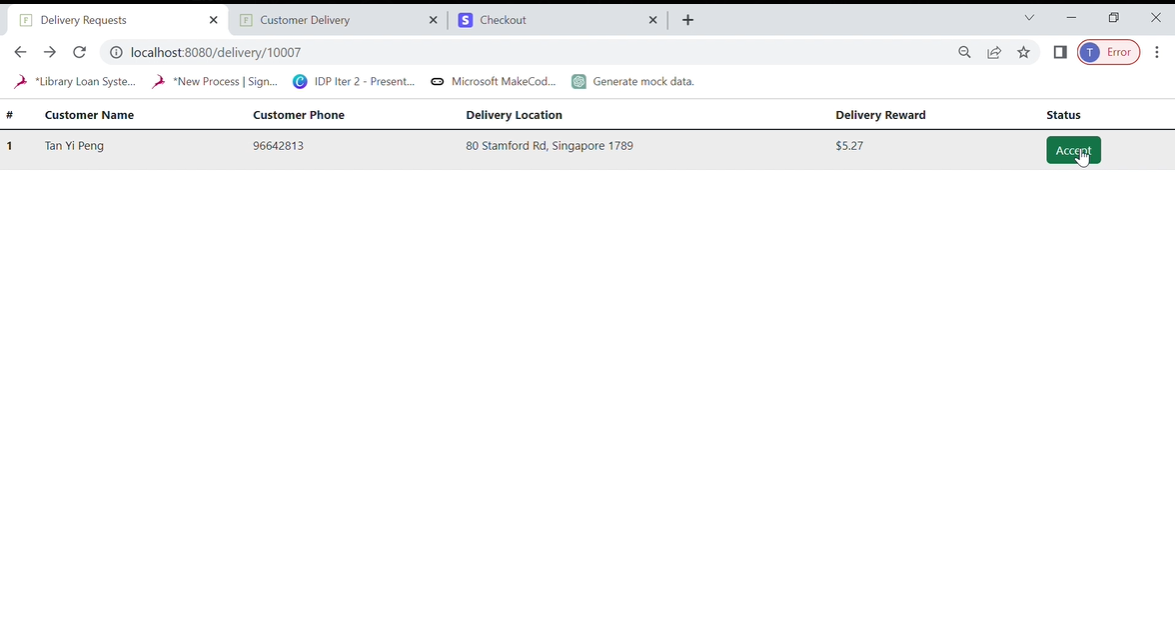 Delivery Requests
Customer Delivery
S Checkout
localhost:8080/delivery/10007
T Error
*Library Loan Syste...
*New Process | Sign...
IDP Iter 2 - Present...
Microsoft MakeCod...
Generate mock data.
# Customer Name Customer Phone Delivery Location Delivery Reward Status
1 Tan Yi Peng 96642813 80 Stamford Rd, Singapore 1789 $5.27 Accept